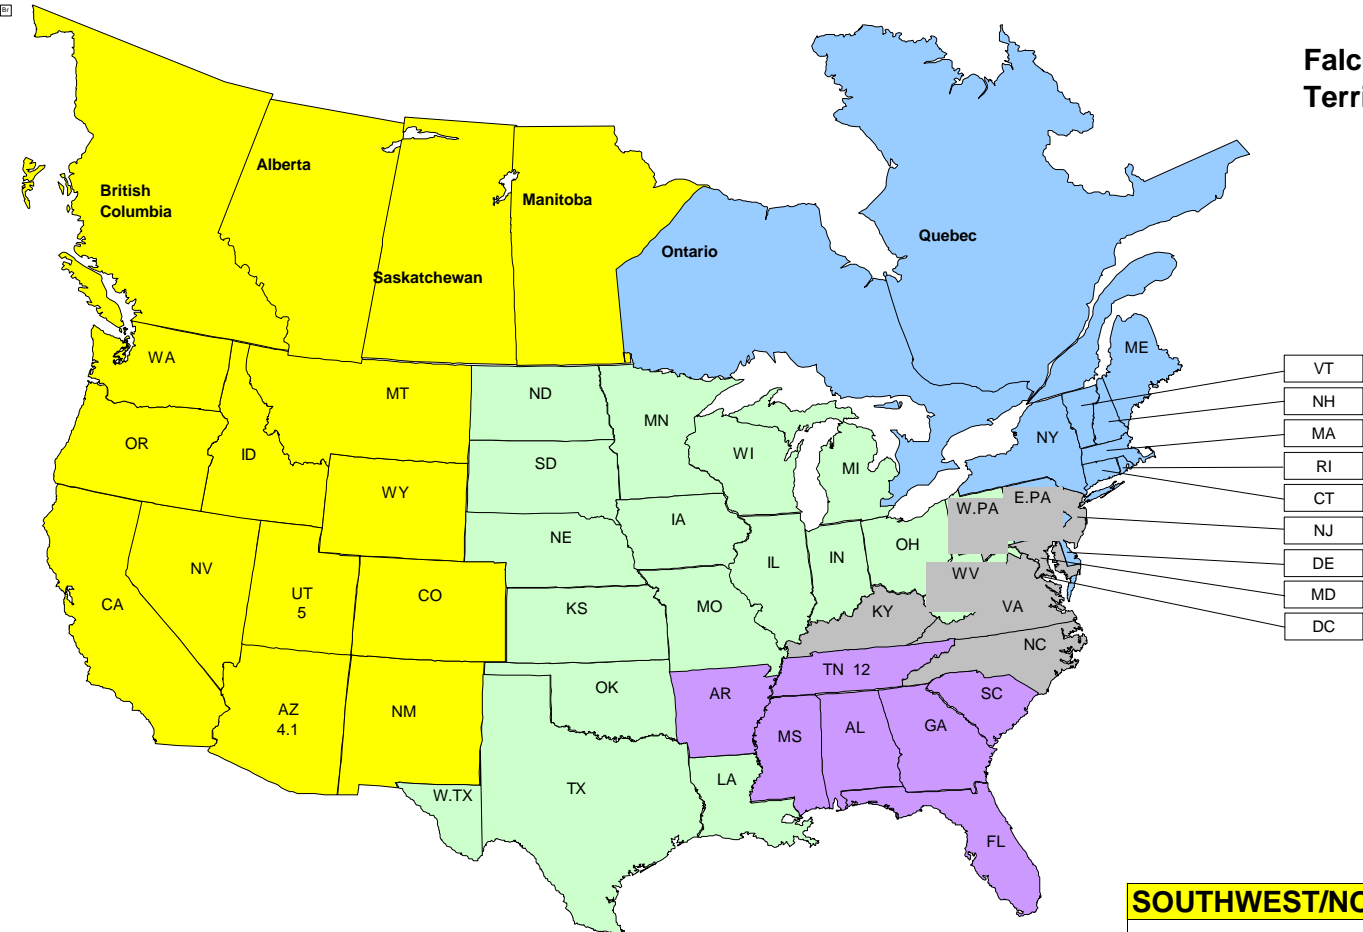 Br
Falc
Terri
British
Columbia
Alberta
Saskatchewan
Manitoba
Ontario
Quebec
WA
MT
ND
MN
ME
VT
NH
MA
RI
CT
NJ
DE
MD
DC
OR
ID
WY
SD
WI
MI
NY
NV
UT
5
CO
NE
IA
IL
IN
OH
W.PA
E.PA
WV
VA
CA
KS
MO
KY
NC
AZ
4.1
NM
OK
AR
TN 12
SC
MS
AL
GA
W.TX
TX
LA
FL
SOUTHWEST/NO